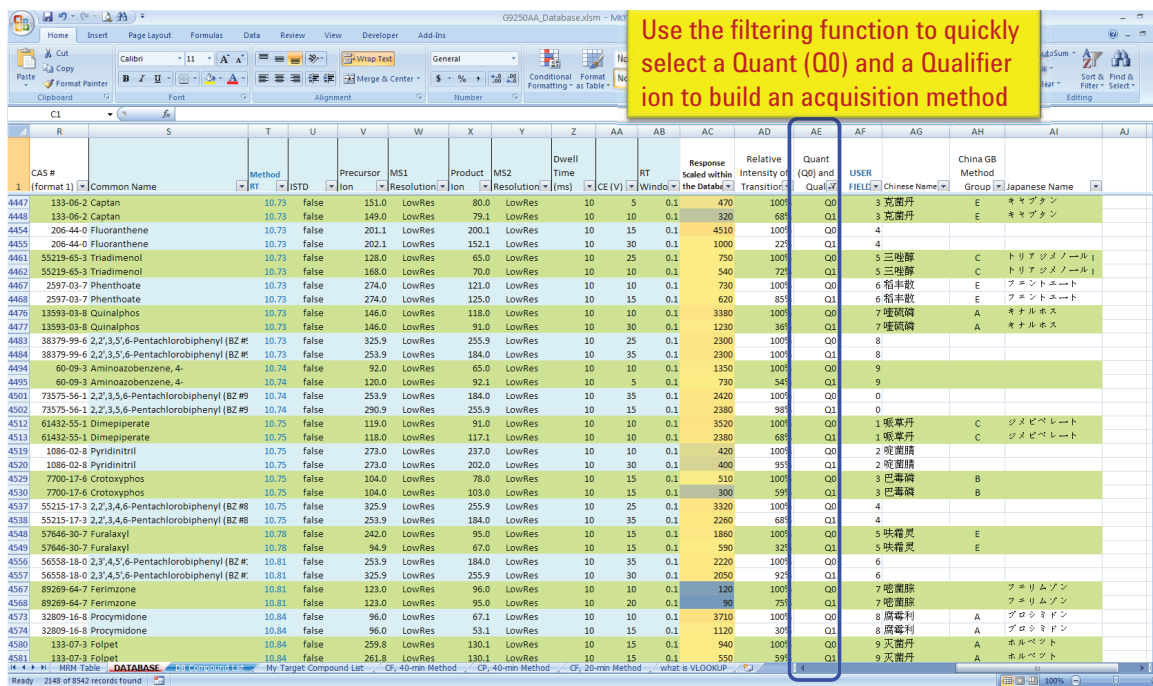 G9250AA_Database.xlsm - MK
Use the filtering function to quickly
select a Quant (Q0) and a Qualifier
ion to build an acquisition method
Home Insert Page Layout Formulas Data Review View Developer Add-Ins
Cut
Copy
Format Painter
Paste
Calibri 11
Wrap Text
Merge & Center
General
Conditional Formatting
Format as Table
Sort & Filter
Find & Select
Clipboard Font Alignment Number Editing
C1 fx
R S T U V W X Y Z AA AB AC AD AE AF AG AH AI AJ
1 CAS # (format 1) Common Name Method RT ISTD Precursor Ion MS1 Resolution Product Ion MS2 Resolution Dwell Time (ms) CE (V) RT Windo Response Scaled within the Databa Relative Intensity of Transition Quant (Q0) and Qual USER FIELD Chinese Name China GB Method Group Japanese Name
4447 133-06-2 Captan 10.73 false 151.0 LowRes 80.0 LowRes 10 5 0.1 470 100% Q0 3 克菌丹 E キャプタン
4448 133-06-2 Captan 10.73 false 149.0 LowRes 79.1 LowRes 10 10 0.1 320 68% Q1 3 克菌丹 E キャプタン
4454 206-44-0 Fluoranthene 10.73 false 201.1 LowRes 200.1 LowRes 10 15 0.1 4510 100% Q0 4
4455 206-44-0 Fluoranthene 10.73 false 202.1 LowRes 152.1 LowRes 10 30 0.1 1000 22% Q1 4
4461 55219-65-3 Triadimenol 10.73 false 128.0 LowRes 65.0 LowRes 10 25 0.1 750 100% Q0 5 三唑醇 C トリアジメノール
4462 55219-65-3 Triadimenol 10.73 false 168.0 LowRes 70.0 LowRes 10 10 0.1 540 72% Q1 5 三唑醇 C トリアジメノール
4467 2597-03-7 Phenthoate 10.73 false 274.0 LowRes 121.0 LowRes 10 10 0.1 730 100% Q0 6 稻丰散 E フェントエート
4468 2597-03-7 Phenthoate 10.73 false 274.0 LowRes 125.0 LowRes 10 15 0.1 620 85% Q1 6 稻丰散 E フェントエート
4476 13593-03-8 Quinalphos 10.73 false 146.0 LowRes 118.0 LowRes 10 10 0.1 3380 100% Q0 7 喹硫磷 A キナルホス
4477 13593-03-8 Quinalphos 10.73 false 146.0 LowRes 91.0 LowRes 10 30 0.1 1230 36% Q1 7 喹硫磷 A キナルホス
4483 38379-99-6 2,2',3,5',6-Pentachlorobiphenyl (BZ #9 10.73 false 325.9 LowRes 255.9 LowRes 10 25 0.1 2300 100% Q0 8
4484 38379-99-6 2,2',3,5',6-Pentachlorobiphenyl (BZ #9 10.73 false 253.9 LowRes 184.0 LowRes 10 35 0.1 2300 100% Q1 8
4494 60-09-3 Aminoazobenzene, 4- 10.74 false 92.0 LowRes 65.0 LowRes 10 10 0.1 1350 100% Q0 9
4495 60-09-3 Aminoazobenzene, 4- 10.74 false 120.0 LowRes 92.1 LowRes 10 5 0.1 730 54% Q1 9
4501 73575-56-1 2,2',3,5,6-Pentachlorobiphenyl (BZ #9 10.74 false 253.9 LowRes 184.0 LowRes 10 35 0.1 2420 100% Q0 0
4502 73575-56-1 2,2',3,5,6-Pentachlorobiphenyl (BZ #9 10.74 false 290.9 LowRes 255.9 LowRes 10 15 0.1 2380 98% Q1 0
4512 61432-55-1 Dimepiperate 10.75 false 119.0 LowRes 91.0 LowRes 10 10 0.1 3520 100% Q0 1 哌草丹 C ジメピペレート
4513 61432-55-1 Dimepiperate 10.75 false 118.0 LowRes 117.1 LowRes 10 10 0.1 2380 68% Q1 1 哌草丹 C ジメピペレート
4519 1086-02-8 Pyridinitril 10.75 false 273.0 LowRes 237.0 LowRes 10 10 0.1 420 100% Q0 2 啶菌腈
4520 1086-02-8 Pyridinitril 10.75 false 273.0 LowRes 202.0 LowRes 10 30 0.1 400 95% Q1 2 啶菌腈
4529 7700-17-6 Crotoxyphos 10.75 false 104.0 LowRes 78.0 LowRes 10 15 0.1 510 100% Q0 3 巴毒磷 B
4530 7700-17-6 Crotoxyphos 10.75 false 104.0 LowRes 103.0 LowRes 10 15 0.1 300 59% Q1 3 巴毒磷 B
4537 55215-17-3 2,2',3,4,6-Pentachlorobiphenyl (BZ #8 10.75 false 325.9 LowRes 255.9 LowRes 10 25 0.1 3320 100% Q0 4
4538 55215-17-3 2,2',3,4,6-Pentachlorobiphenyl (BZ #8 10.75 false 253.9 LowRes 184.0 LowRes 10 35 0.1 2260 68% Q1 4
4548 57646-30-7 Furalaxyl 10.78 false 242.0 LowRes 95.0 LowRes 10 15 0.1 1860 100% Q0 5 呋霜灵 E
4549 57646-30-7 Furalaxyl 10.78 false 94.9 LowRes 67.0 LowRes 10 15 0.1 590 32% Q1 5 呋霜灵 E
4556 56558-18-0 2,3',4,5',6-Pentachlorobiphenyl (BZ #: 10.81 false 253.9 LowRes 184.0 LowRes 10 35 0.1 2220 100% Q0 6
4557 56558-18-0 2,3',4,5',6-Pentachlorobiphenyl (BZ #: 10.81 false 325.9 LowRes 255.9 LowRes 10 30 0.1 2050 92% Q1 6
4567 89269-64-7 Ferimzone 10.81 false 123.0 LowRes 96.0 LowRes 10 10 0.1 120 100% Q0 7 嘧菌腙 フェリムゾン
4568 89269-64-7 Ferimzone 10.81 false 123.0 LowRes 95.0 LowRes 10 20 0.1 90 75% Q1 7 嘧菌腙 フェリムゾン
4573 32809-16-8 Procymidone 10.84 false 96.0 LowRes 67.1 LowRes 10 10 0.1 3710 100% Q0 8 腐霉利 A プロシミドン
4574 32809-16-8 Procymidone 10.84 false 96.0 LowRes 53.1 LowRes 10 15 0.1 1120 30% Q1 8 腐霉利 A プロシミドン
4580 133-07-3 Folpet 10.84 false 259.8 LowRes 130.1 LowRes 10 15 0.1 940 100% Q0 9 灭菌丹 A ホルペット
4581 133-07-3 Folpet 10.84 false 261.8 LowRes 130.1 LowRes 10 15 0.1 550 59% Q1 9 灭菌丹 A ホルペット
MRM Table DATABASE DB Compound List My Target Compound List CF, 40-min Method CP, 40-min Method CF, 20-min Method what is VLOOKUP
Ready 2148 of 8542 records found 100%